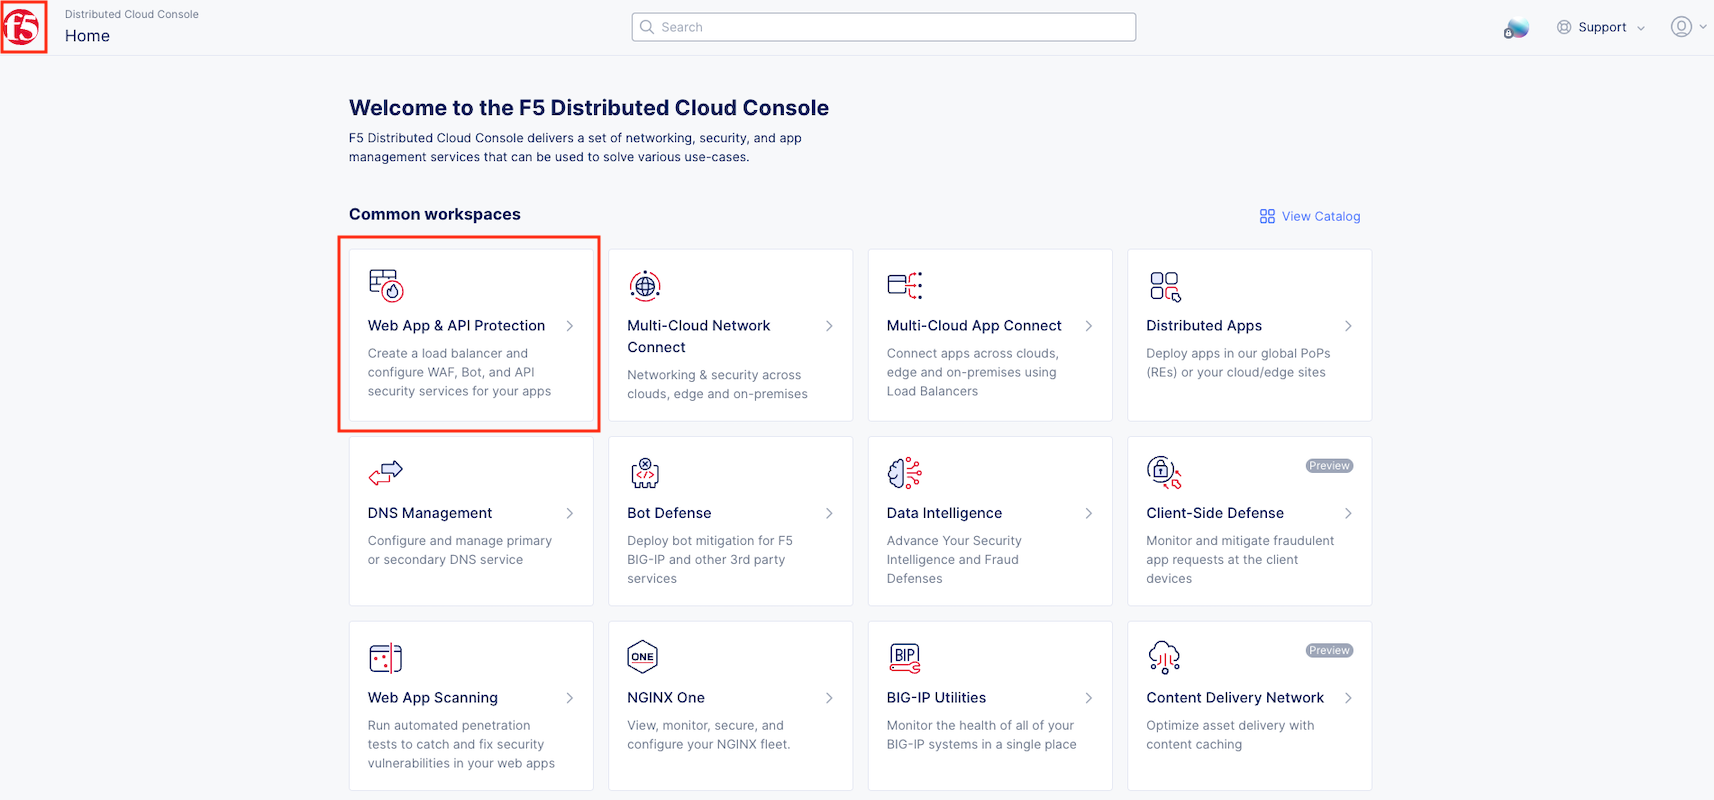 f5
Distributed Cloud Console
Home
Search
Support
Welcome to the F5 Distributed Cloud Console
F5 Distributed Cloud Console delivers a set of networking, security, and app
management services that can be used to solve various use-cases.
Common workspaces
View Catalog
Web App & API Protection
Create a load balancer and
configure WAF, Bot, and API
security services for your apps
Multi-Cloud Network
Connect
Networking & security across
clouds, edge and on-premises
Multi-Cloud App Connect
Connect apps across clouds,
edge and on-premises using
Load Balancers
Distributed Apps
Deploy apps in our global PoPs
(REs) or your cloud/edge sites
DNS Management
Configure and manage primary
or secondary DNS service
Bot Defense
Deploy bot mitigation for F5
BIG-IP and other 3rd party
services
Data Intelligence
Advance Your Security
Intelligence and Fraud
Defenses
Preview
Client-Side Defense
Monitor and mitigate fraudulent
app requests at the client
devices
Web App Scanning
Run automated penetration
tests to catch and fix security
vulnerabilities in your web apps
ONE
NGINX One
View, monitor, secure, and
configure your NGINX fleet.
BIP
BIG-IP Utilities
Monitor the health of all of your
BIG-IP systems in a single place
Preview
Content Delivery Network
Optimize asset delivery with
content caching